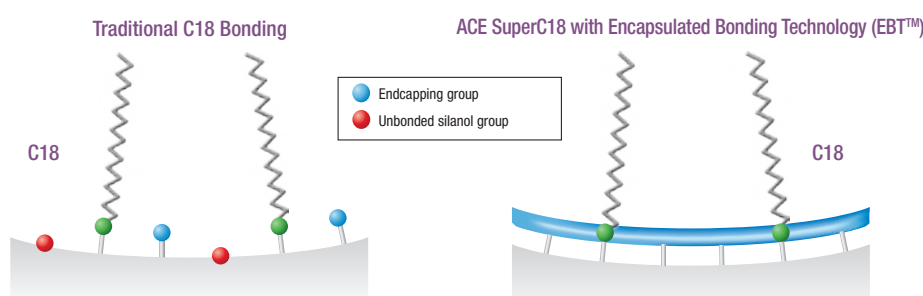 Traditional C18 Bonding
ACE SuperC18 with Encapsulated Bonding Technology (EBT™)
Endcapping group
Unbonded silanol group
C18
C18